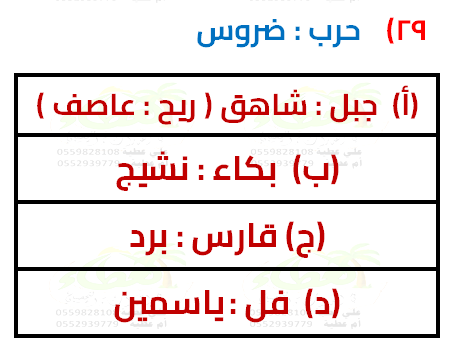 ٢٩) حرب : ضروس
(أ) جبل : شاهق ( ريح : عاصف )
(ب) بكاء : نشيج
(ج) قارس : برد
(د) فل : ياسمين